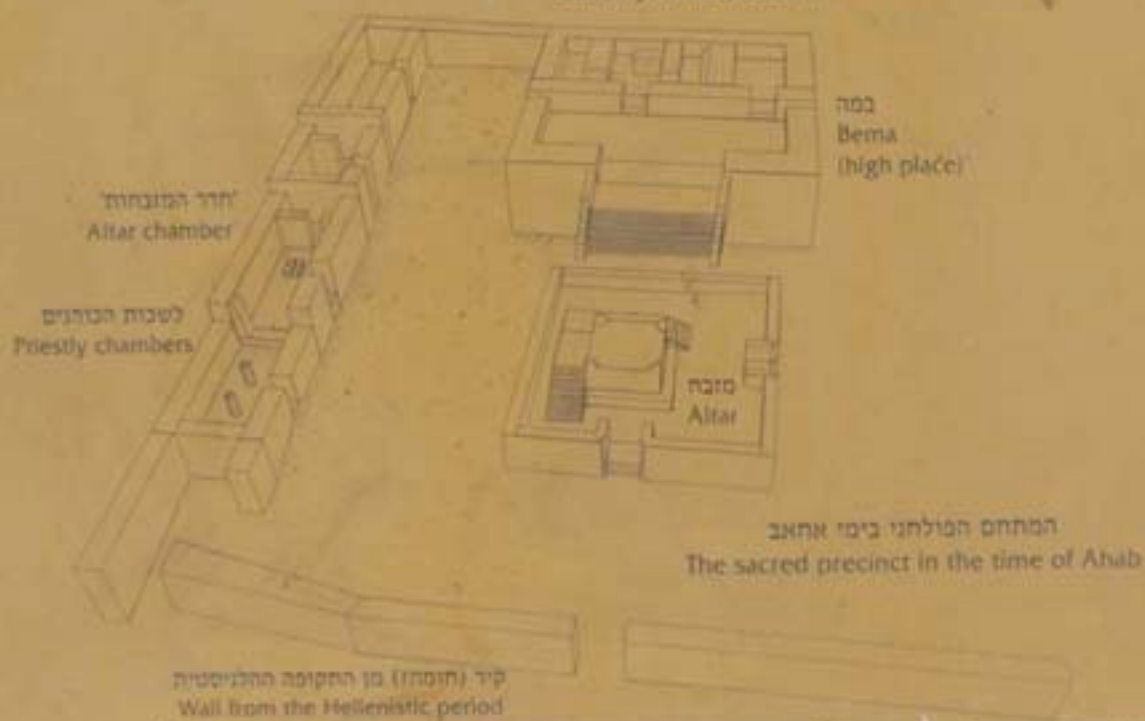 במה
Bema
(high place)
'חדר המזבחות'
Altar chamber
לשכות הכוהנים
Priestly chambers
מזבח
Altar
המתחם הפולחני בימי אחאב
The sacred precinct in the time of Ahab
קיר (חומה?) מן התקופה ההלניסטית
Wall from the Hellenistic period